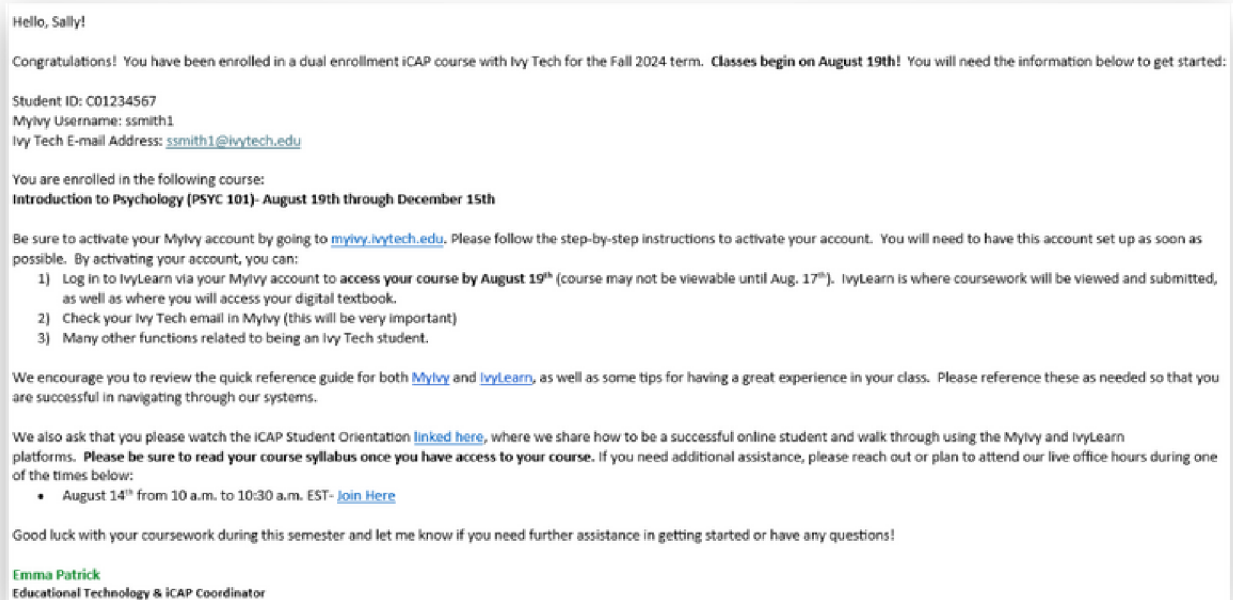 Hello, Sally!
Congratulations!  You have been enrolled in a dual enrollment iCAP course with Ivy Tech for the Fall 2024 term.  Classes begin on August 19th!  You will need the information below to get started:
Student ID: C01234567
MyIvy Username: ssmith1
Ivy Tech E-mail Address: ssmith1@ivytech.edu
You are enrolled in the following course:
Introduction to Psychology (PSYC 101)- August 19th through December 15th
Be sure to activate your MyIvy account by going to myivy.ivytech.edu. Please follow the step-by-step instructions to activate your account.  You will need to have this account set up as soon as
possible.  By activating your account, you can:
1) Log in to IvyLearn via your MyIvy account to access your course by August 19th (course may not be viewable until Aug. 17th).  IvyLearn is where coursework will be viewed and submitted,
as well as where you will access your digital textbook.
2) Check your Ivy Tech email in MyIvy (this will be very important)
3) Many other functions related to being an Ivy Tech student.
We encourage you to review the quick reference guide for both MyIvy and IvyLearn, as well as some tips for having a great experience in your class.  Please reference these as needed so that you
are successful in navigating through our systems.
We also ask that you please watch the iCAP Student Orientation linked here, where we share how to be a successful online student and walk through using the MyIvy and IvyLearn
platforms.  Please be sure to read your course syllabus once you have access to your course. If you need additional assistance, please reach out or plan to attend our live office hours during one
of the times below:
• August 14th from 10 a.m. to 10:30 a.m. EST- Join Here
Good luck with your coursework during this semester and let me know if you need further assistance in getting started or have any questions!
Emma Patrick
Educational Technology & iCAP Coordinator